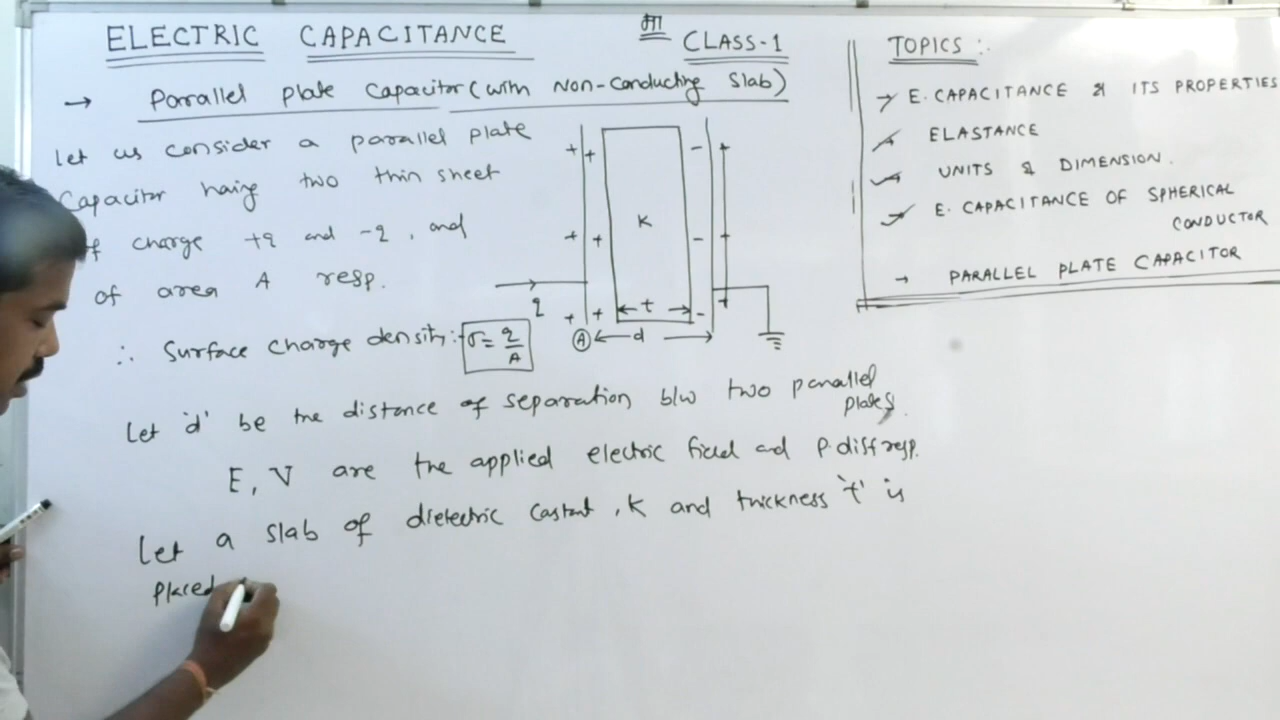 ELECTRIC CAPACITANCE
मा
CLASS-1
→ Parallel plate Capacitor (with Non-Conducting Slab)
Let us consider a parallel plate
Capacitor having two thin sheet
of charge +q and -q, and
of area A resp.
∴ Surface charge density:- σ = q/A
Let 'd' be the distance of separation b/w two parallel
plates.
E, V are the applied electric field and P. diff resp.
Let a slab of dielectric Constant, K and thickness 't' is
placed
+ + - +
K
+ + - +
q
+ + ← t → - +
A ← d →
TOPICS :-
→ E. CAPACITANCE & ITS PROPERTIES
ELASTANCE
UNITS & DIMENSION.
E. CAPACITANCE OF SPHERICAL
CONDUCTOR
→ PARALLEL PLATE CAPACITOR